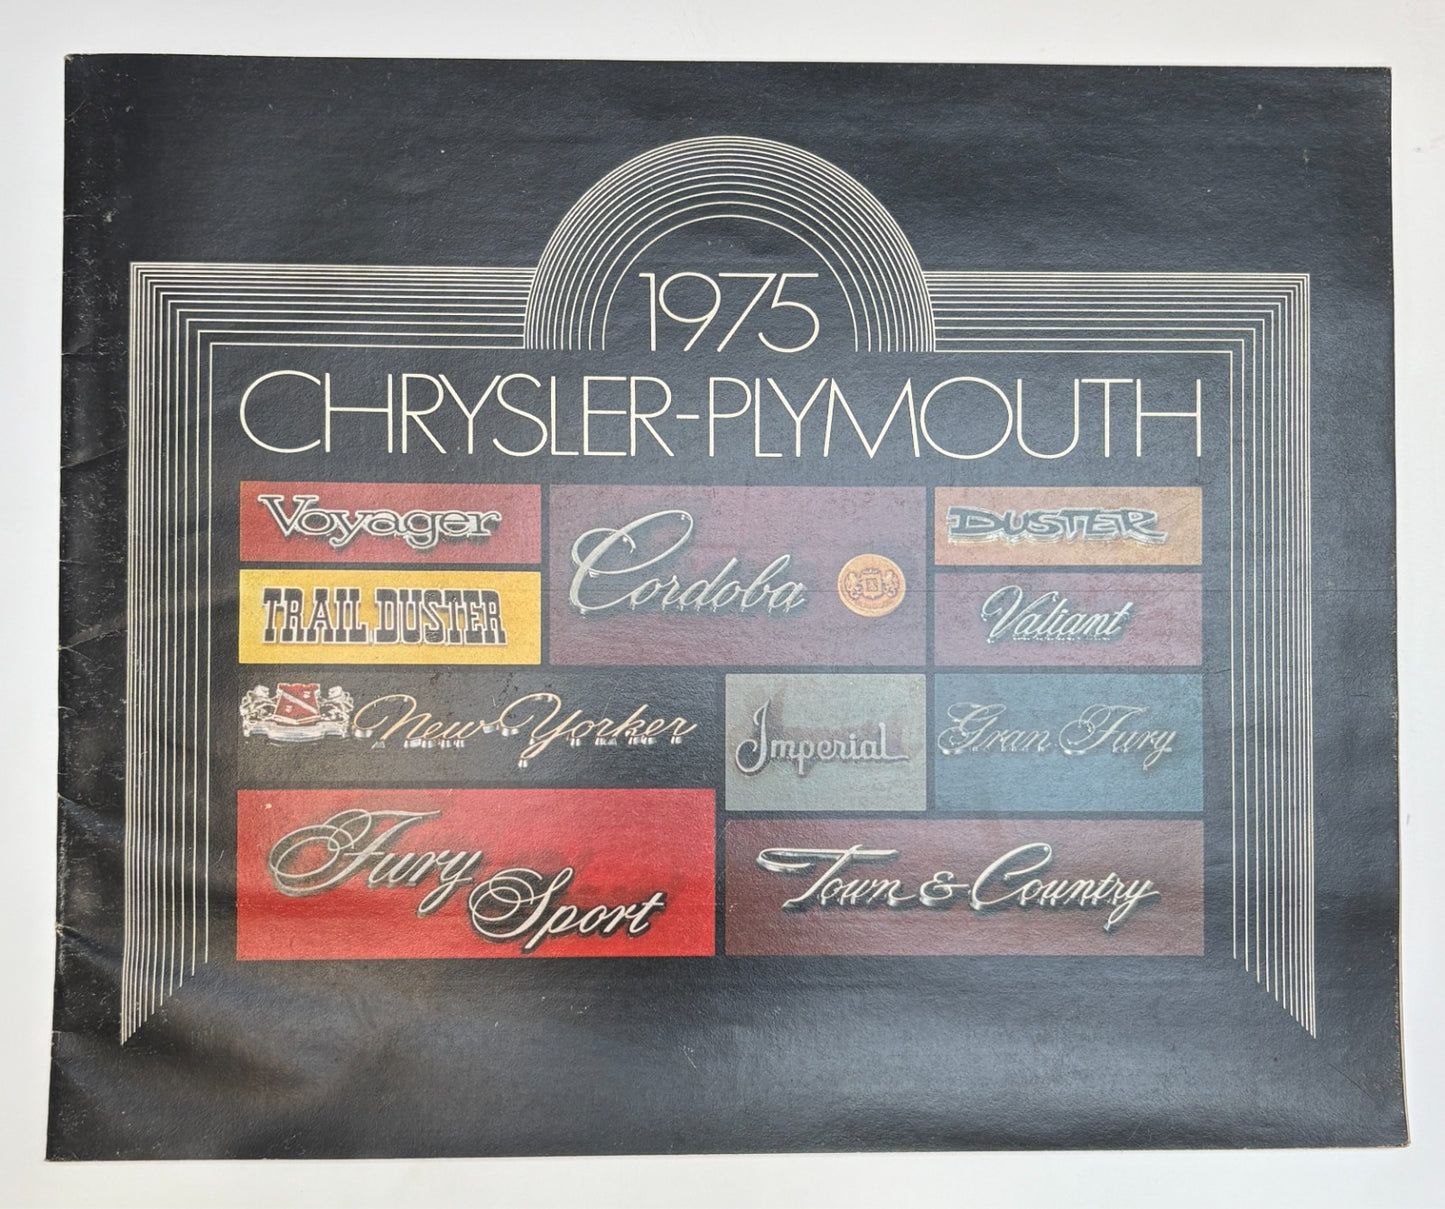 1975
CHRYSLER-PLYMOUTH
Voyager
TRAIL DUSTER
Cordoba
DUSTER
Valiant
New Yorker
Imperial
Gran Fury
Fury
Sport
Town & Country